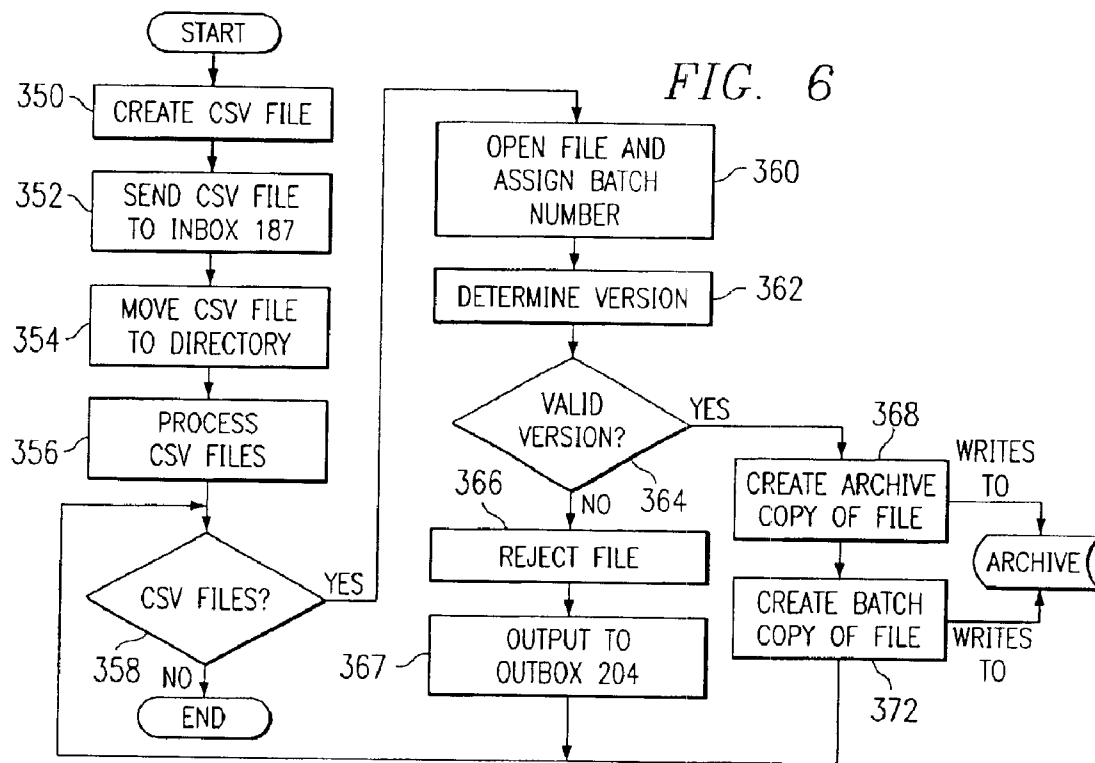 START
FIG. 6
350
CREATE CSV FILE
352
SEND CSV FILE
TO INBOX 187
354
MOVE CSV FILE
TO DIRECTORY
356
PROCESS
CSV FILES
CSV FILES?
YES
358
NO
END
OPEN FILE AND
ASSIGN BATCH
NUMBER
360
DETERMINE VERSION
362
VALID
VERSION?
YES
364
NO
366
REJECT FILE
367
OUTPUT TO
OUTBOX 204
368
CREATE ARCHIVE
COPY OF FILE
WRITES
TO
ARCHIVE
CREATE BATCH
COPY OF FILE
WRITES
TO
372